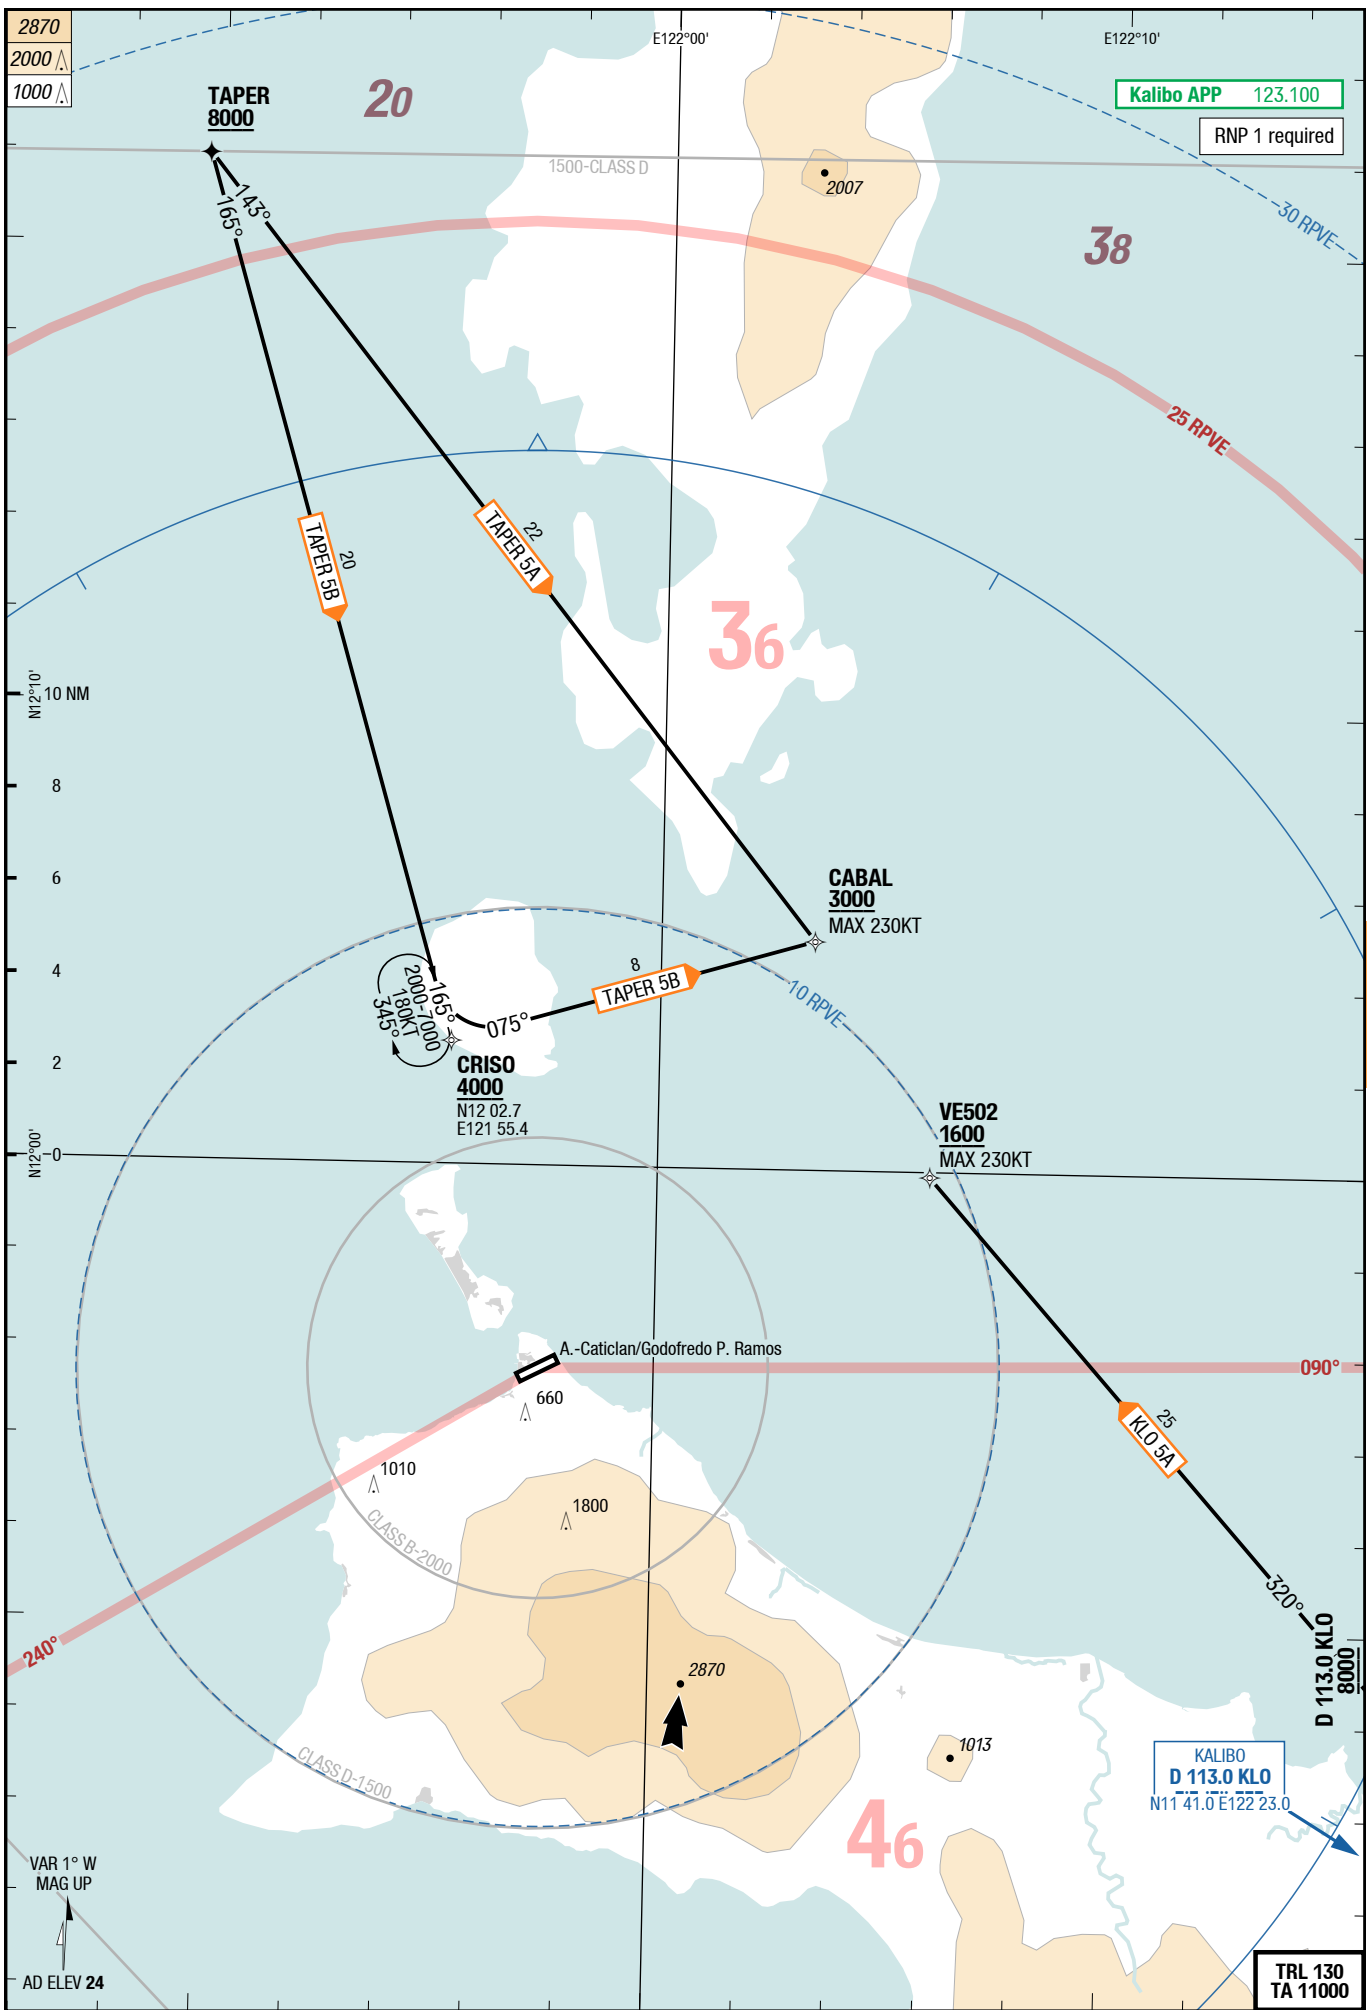 2870
2000
1000
E122°00'
E122°10'
TAPER
8000
20
Kalibo APP 123.100
RNP 1 required
1500-CLASS D
2007
143°
165°
38
30 RPVE
25 RPVE
TAPER 5B
20
TAPER 5A
22
36
N12°10'
10 NM
8
6
4
2
0
N12°00'
CABAL
3000
MAX 230KT
8
TAPER 5B
10 RPVE
165°
2000-7000
180KT
345°
075°
CRISO
4000
N12 02.7
E121 55.4
VE502
1600
MAX 230KT
A.-Caticlan/Godofredo P. Ramos
090°
660
1010
1800
CLASS B-2000
25
KLO 5A
320°
D 113.0 KLO
8000
240°
2870
1013
CLASS D-1500
KALIBO
D 113.0 KLO
N11 41.0 E122 23.0
46
VAR 1° W
MAG UP
AD ELEV 24
TRL 130
TA 11000